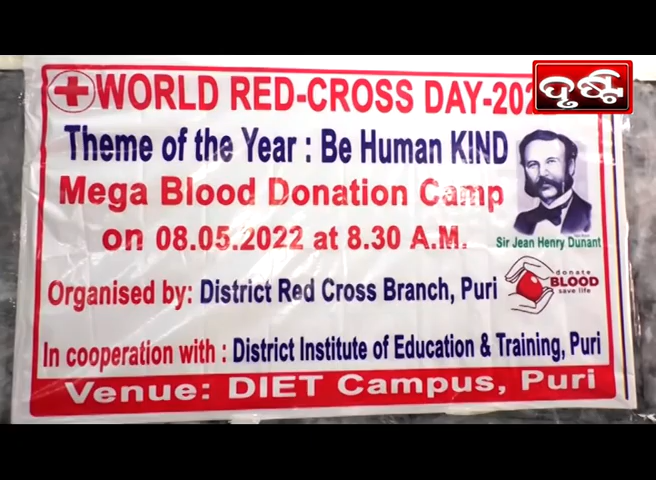 WORLD RED-CROSS DAY-202
ଦୃଷ୍ଟି
Theme of the Year : Be Human KIND
Mega Blood Donation Camp
on 08.05.2022 at 8.30 A.M.
Sir Jean Henry Dunant
donate
BLOOD
save life
Organised by: District Red Cross Branch, Puri
In cooperation with : District Institute of Education & Training, Puri
Venue: DIET Campus, Puri